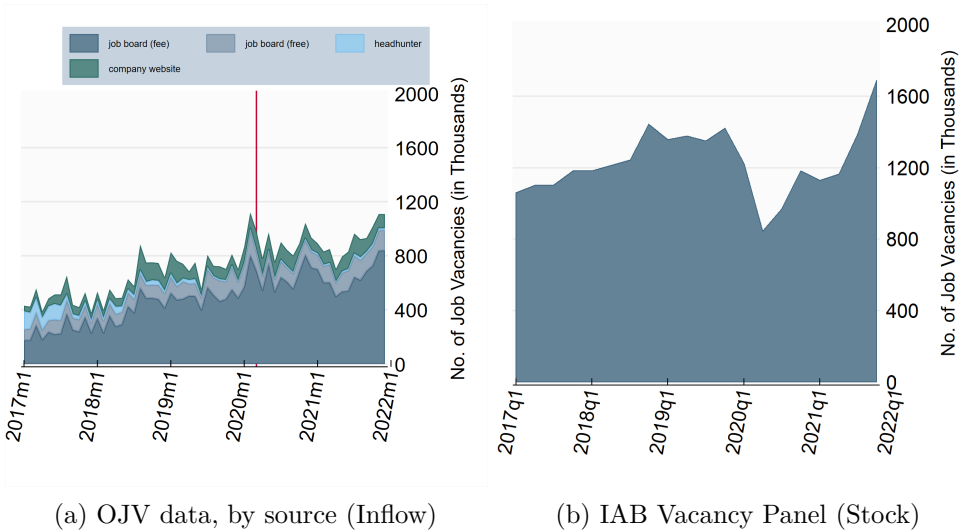 job board (fee)
job board (free)
headhunter
company website
2000
1600
1200
800
400
0
No. of Job Vacancies (in Thousands)
2017m1
2018m1
2019m1
2020m1
2021m1
2022m1
(a) OJV data, by source (Inflow)
2000
1600
1200
800
400
0
No. of Job Vacancies (in Thousands)
2017q1
2018q1
2019q1
2020q1
2021q1
2022q1
(b) IAB Vacancy Panel (Stock)